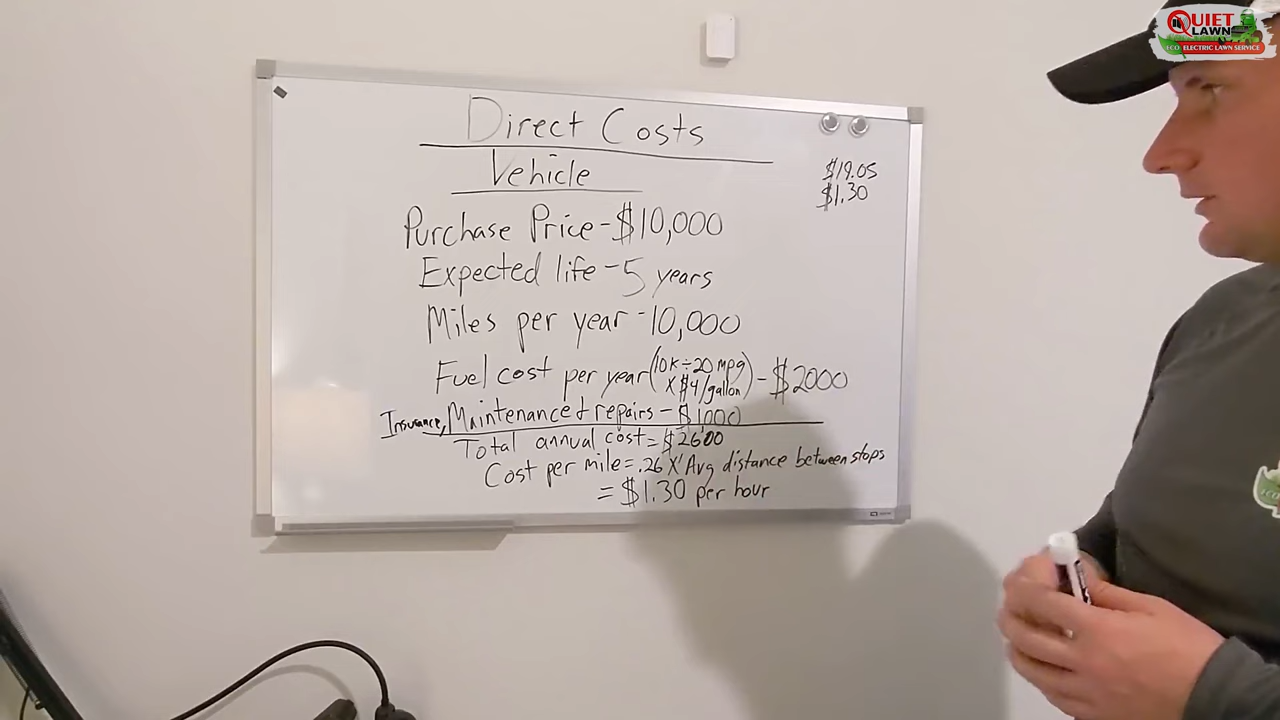 QUIET
LAWN
ECO ELECTRIC LAWN SERVICE
Direct Costs
Vehicle
$19.05
$1.30
Purchase Price - $10,000
Expected life - 5 years
Miles per year - 10,000
Fuel cost per year (10K ÷ 20 mpg X $4/gallon) - $2000
Insurance, Maintenance & repairs - $1000
Total annual cost = $2600
Cost per mile = .26 X Avg distance between stops
= $1.30 per hour